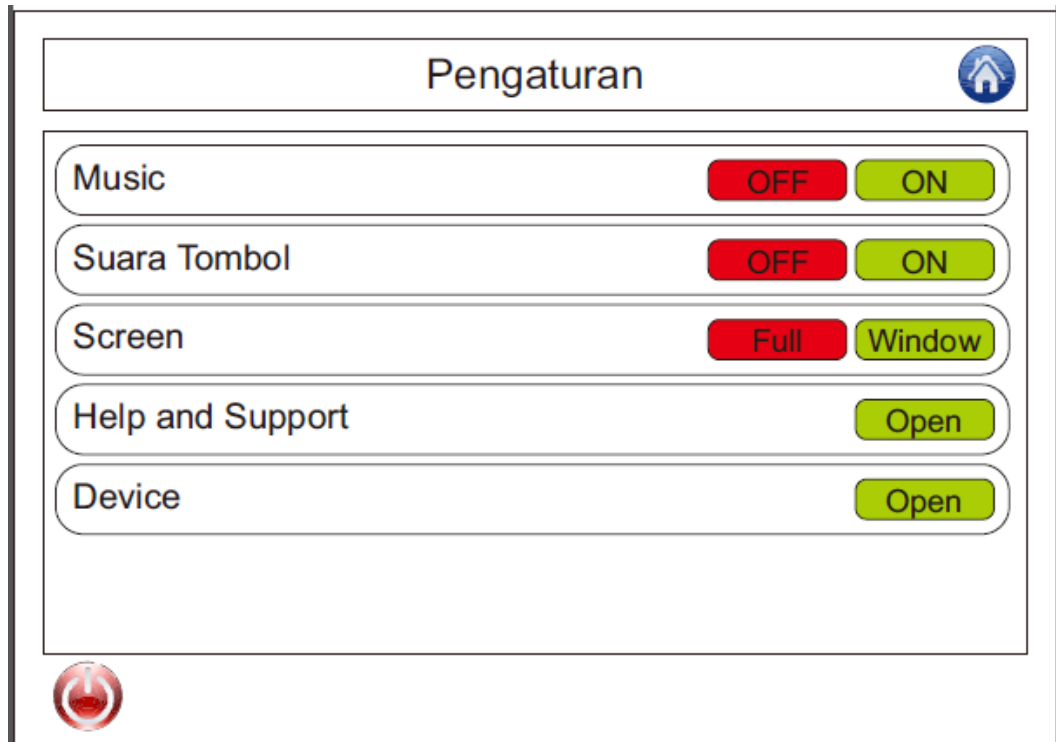 Pengaturan
Music OFF ON
Suara Tombol OFF ON
Screen Full Window
Help and Support Open
Device Open